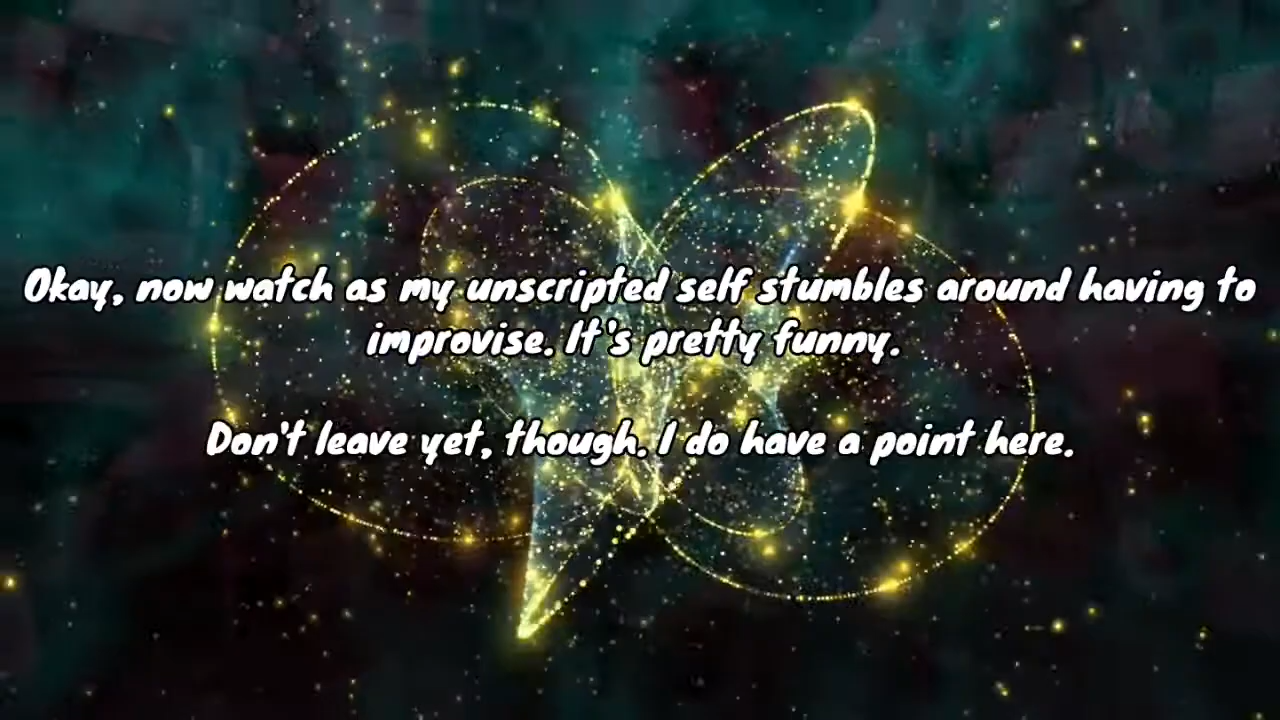 Okay, now watch as my unscripted self stumbles around having to
improvise. It's pretty funny.
Don't leave yet, though. I do have a point here.